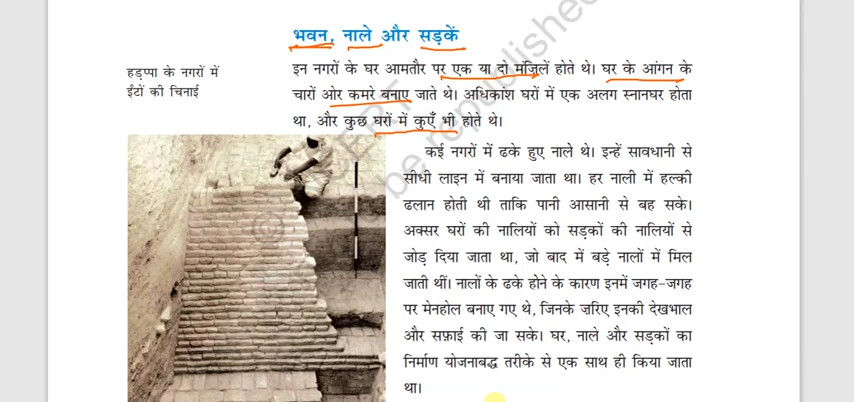 भवन, नाले और सड़कें
हड़प्पा के नगरों में
ईंटों की चिनाई
इन नगरों के घर आमतौर पर एक या दो मंज़िलें होते थे। घर के आंगन के
चारों ओर कमरे बनाए जाते थे। अधिकांश घरों में एक अलग स्नानघर होता
था, और कुछ घरों में कुएँ भी होते थे।
कई नगरों में ढके हुए नाले थे। इन्हें सावधानी से
सीधी लाइन में बनाया जाता था। हर नाली में हल्की
ढलान होती थी ताकि पानी आसानी से बह सके।
अक्सर घरों की नालियों को सड़कों की नालियों से
जोड़ दिया जाता था, जो बाद में बड़े नालों में मिल
जाती थीं। नालों के ढके होने के कारण इनमें जगह-जगह
पर मेनहोल बनाए गए थे, जिनके ज़रिए इनकी देखभाल
और सफ़ाई की जा सके। घर, नाले और सड़कों का
निर्माण योजनाबद्ध तरीके से एक साथ ही किया जाता
था।
be republished